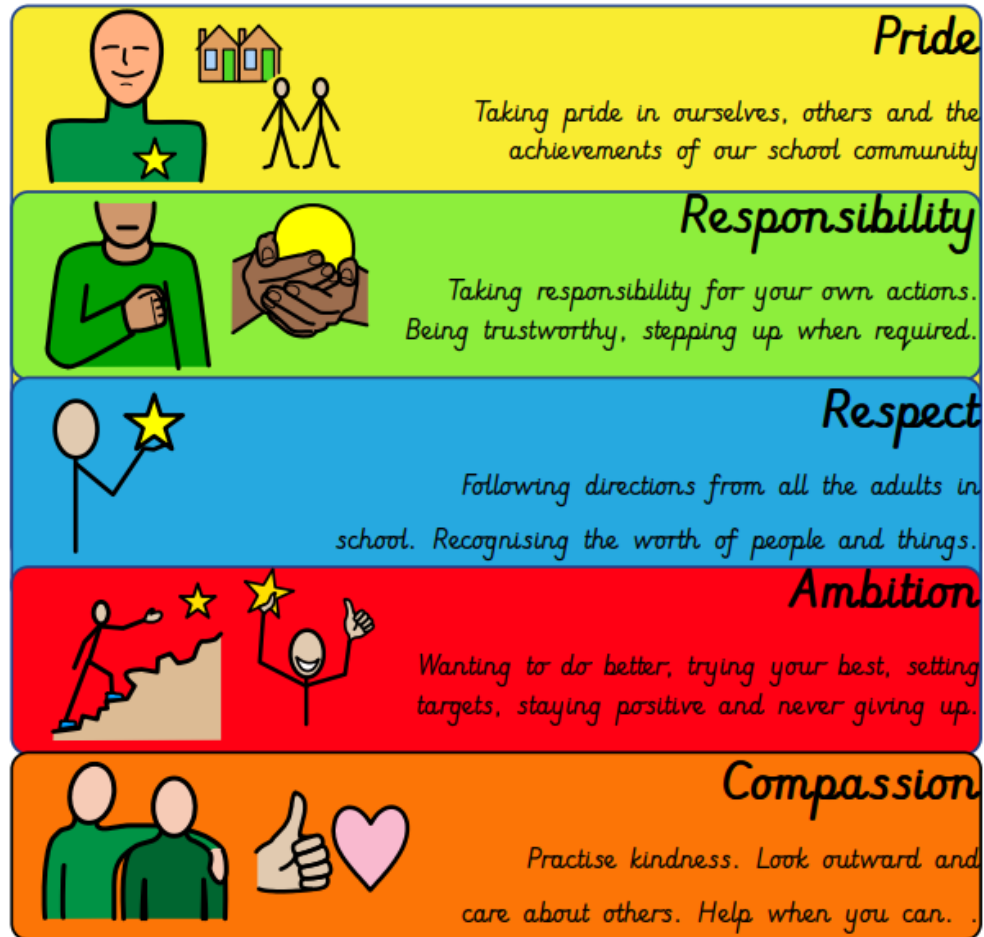 Pride
Taking pride in ourselves, others and the
achievements of our school community
Responsibility
Taking responsibility for your own actions.
Being trustworthy, stepping up when required.
Respect
Following directions from all the adults in
school. Recognising the worth of people and things.
Ambition
Wanting to do better, trying your best, setting
targets, staying positive and never giving up.
Compassion
Practise kindness. Look outward and
care about others. Help when you can. .